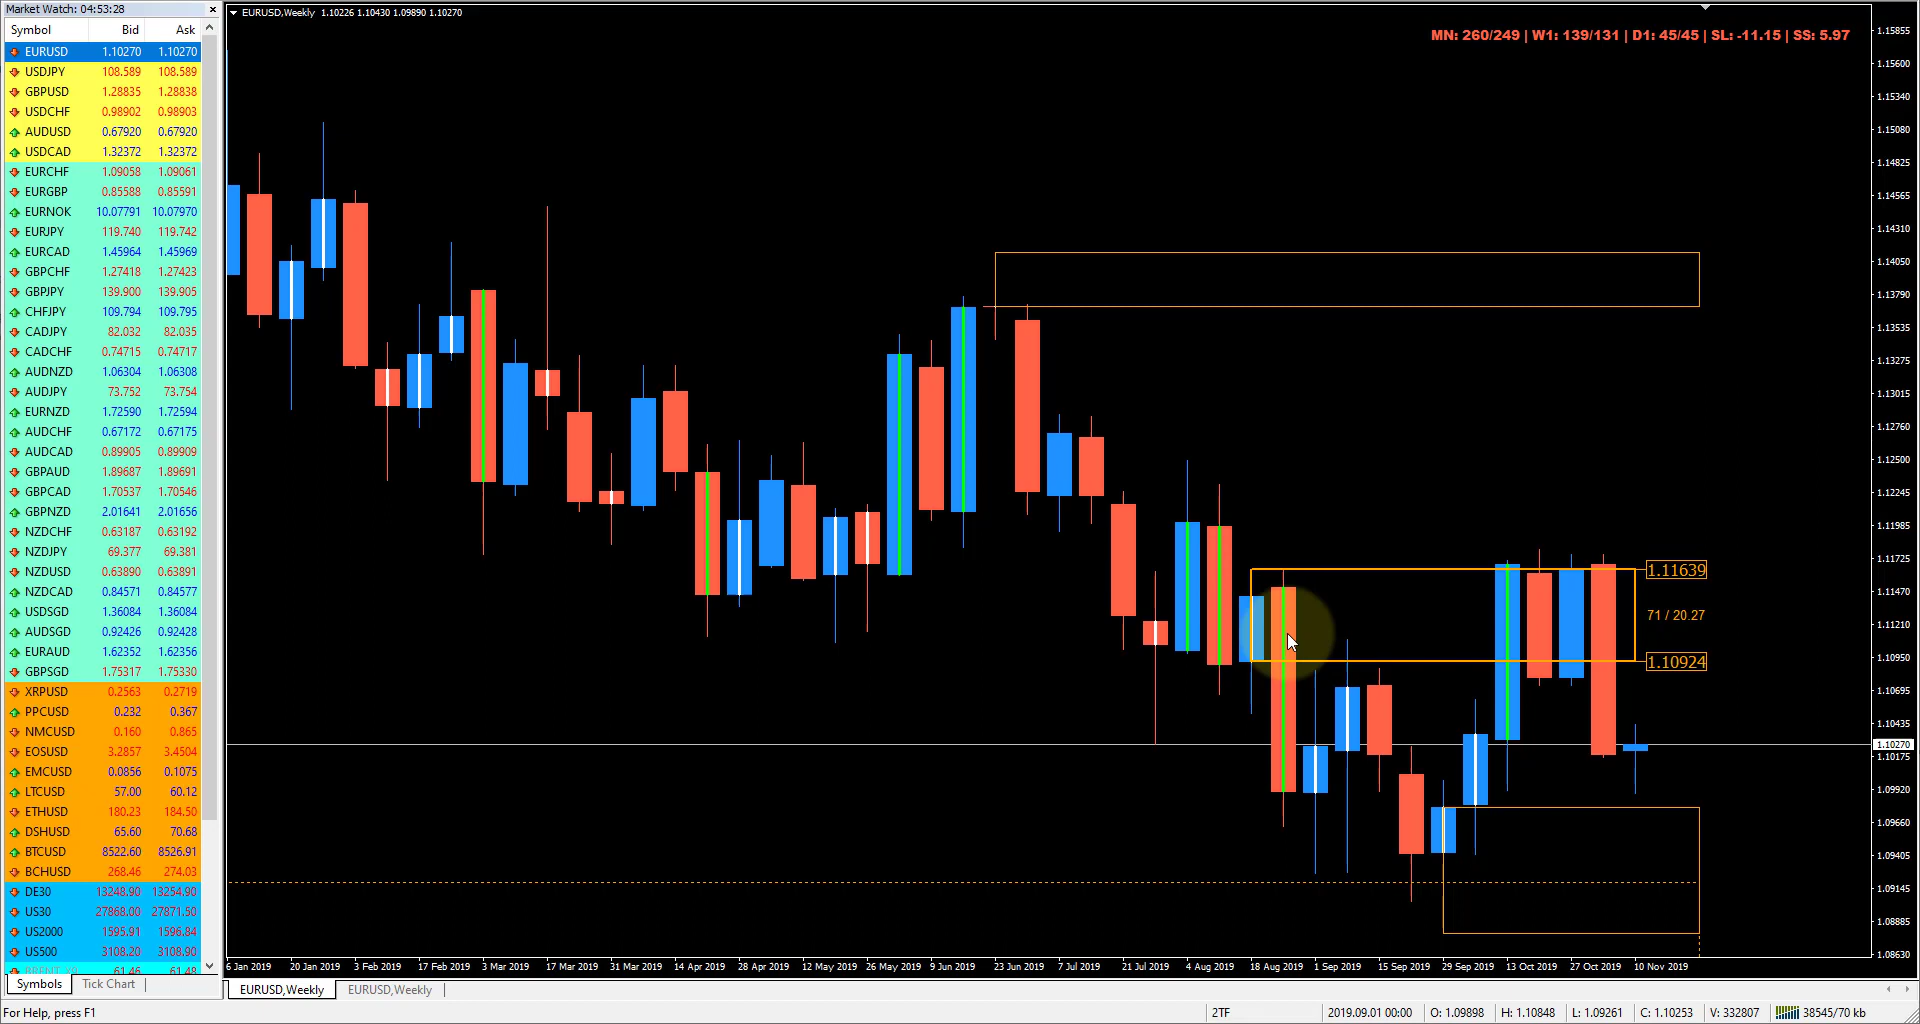 Market Watch: 04:53:28
Symbol Bid Ask
EURUSD 1.10270 1.10270
USDJPY 108.589 108.589
GBPUSD 1.28835 1.28838
USDCHF 0.98902 0.98903
AUDUSD 0.67920 0.67920
USDCAD 1.32372 1.32372
EURCHF 1.09058 1.09061
EURGBP 0.85588 0.85591
EURNOK 10.07791 10.07970
EURJPY 119.740 119.742
EURCAD 1.45964 1.45969
GBPCHF 1.27418 1.27423
GBPJPY 139.900 139.905
CHFJPY 109.794 109.795
CADJPY 82.032 82.035
CADCHF 0.74715 0.74717
AUDNZD 1.06304 1.06308
AUDJPY 73.752 73.754
EURNZD 1.72590 1.72594
AUDCHF 0.67172 0.67175
AUDCAD 0.89905 0.89909
GBPAUD 1.89687 1.89691
GBPCAD 1.70537 1.70546
GBPNZD 2.01641 2.01656
NZDCHF 0.63187 0.63192
NZDJPY 69.377 69.381
NZDUSD 0.63890 0.63891
NZDCAD 0.84571 0.84577
USDSGD 1.36084 1.36084
AUDSGD 0.92426 0.92428
EURAUD 1.62352 1.62356
GBPSGD 1.75317 1.75330
XRPUSD 0.2563 0.2719
PPCUSD 0.232 0.367
NMCUSD 0.160 0.865
EOSUSD 3.2857 3.4504
EMCUSD 0.0856 0.1075
LTCUSD 57.00 60.12
ETHUSD 180.23 184.50
DSHUSD 65.60 70.68
BTCUSD 8522.60 8526.91
BCHUSD 268.46 274.03
DE30 13248.90 13254.90
US30 27868.00 27871.50
US2000 1595.91 1596.84
US500 3108.20 3108.90
61.46 61.48
Symbols Tick Chart
EURUSD,Weekly 1.10226 1.10430 1.09890 1.10270
MN: 260/249 | W1: 139/131 | D1: 45/45 | SL: -11.15 | SS: 5.97
1.11639
71 / 20.27
1.10924
1.15855
1.15600
1.15340
1.15080
1.14825
1.14565
1.14310
1.14050
1.13790
1.13535
1.13275
1.13015
1.12760
1.12500
1.12245
1.11985
1.11725
1.11470
1.11210
1.10950
1.10695
1.10435
1.10270
1.10175
1.09920
1.09660
1.09405
1.09145
1.08885
1.08630
6 Jan 2019 20 Jan 2019 3 Feb 2019 17 Feb 2019 3 Mar 2019 17 Mar 2019 31 Mar 2019 14 Apr 2019 28 Apr 2019 12 May 2019 26 May 2019 9 Jun 2019 23 Jun 2019 7 Jul 2019 21 Jul 2019 4 Aug 2019 18 Aug 2019 1 Sep 2019 15 Sep 2019 29 Sep 2019 13 Oct 2019 27 Oct 2019 10 Nov 2019
EURUSD,Weekly EURUSD,Weekly
For Help, press F1 2TF 2019.09.01 00:00 O: 1.09898 H: 1.10848 L: 1.09261 C: 1.10253 V: 332807 38545/70 kb